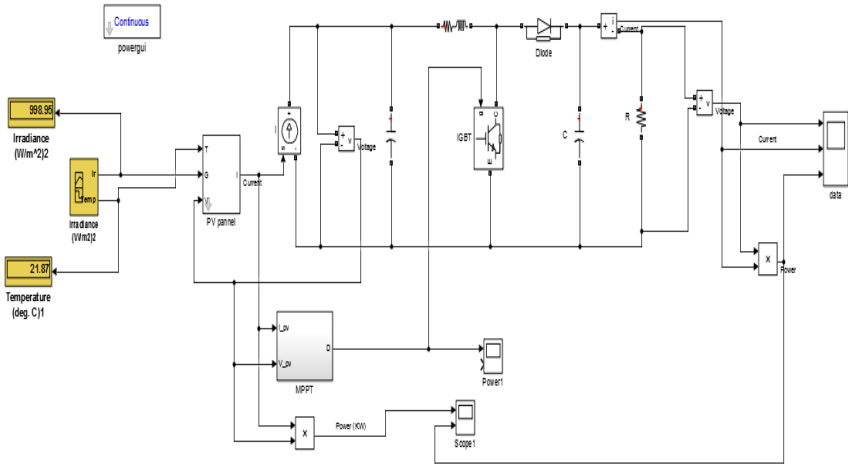 Continuous
powergui
998.95
Irradiance
(W/m^2)2
Ir
Temp
Irradiance
(W/m2)2
21.87
Temperature
(deg. C)1
T
G
V
I
PV pannel
Current
I
+
s
-
+
-
v
Voltage
g
C
E
IGBT
Diode
+
C
+
-
i
Current
R
+
-
v
Voltage
Current
data
×
Power
I_pv
V_pv
D
MPPT
Power1
×
Power (KW)
Scope1